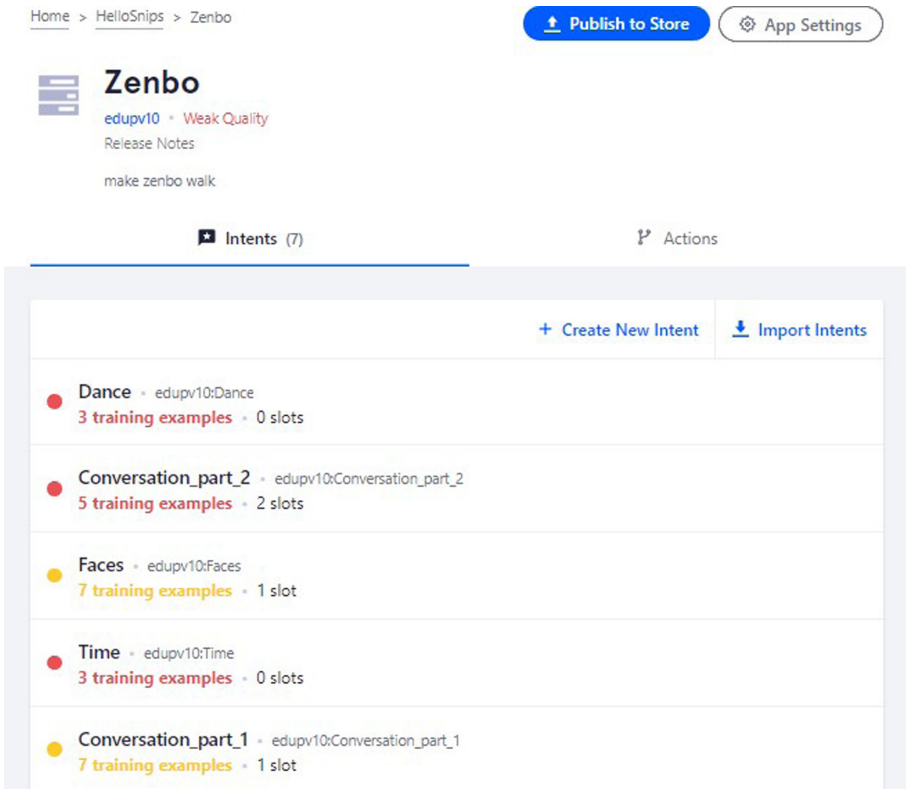 Home > HelloSnips > Zenbo
Publish to Store
App Settings
Zenbo
edupv10 • Weak Quality
Release Notes
make zenbo walk
Intents (7)
Actions
+ Create New Intent
Import Intents
Dance • edupv10:Dance
3 training examples • 0 slots
Conversation_part_2 • edupv10:Conversation_part_2
5 training examples • 2 slots
Faces • edupv10:Faces
7 training examples • 1 slot
Time • edupv10:Time
3 training examples • 0 slots
Conversation_part_1 • edupv10:Conversation_part_1
7 training examples • 1 slot